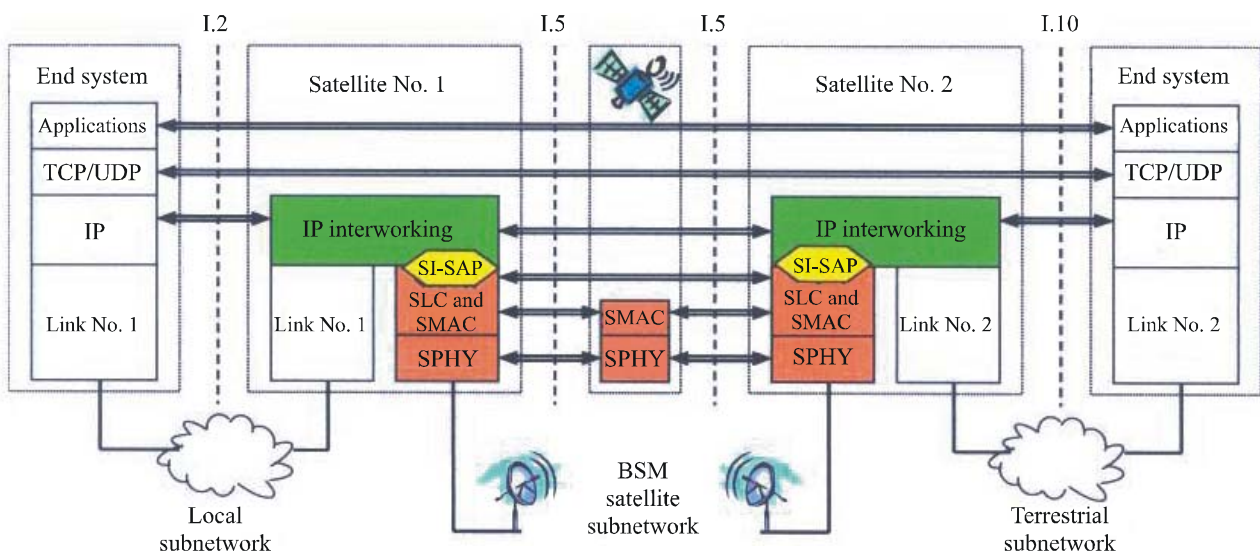 I.2
I.5
I.5
I.10
End system
Satellite No. 1
Satellite No. 2
End system
Applications
Applications
TCP/UDP
TCP/UDP
IP
IP interworking
IP interworking
IP
SI-SAP
SI-SAP
Link No. 1
Link No. 1
SLC and
SMAC
SMAC
SLC and
SMAC
Link No. 2
Link No. 2
SPHY
SPHY
SPHY
Local
subnetwork
BSM
satellite
subnetwork
Terrestrial
subnetwork